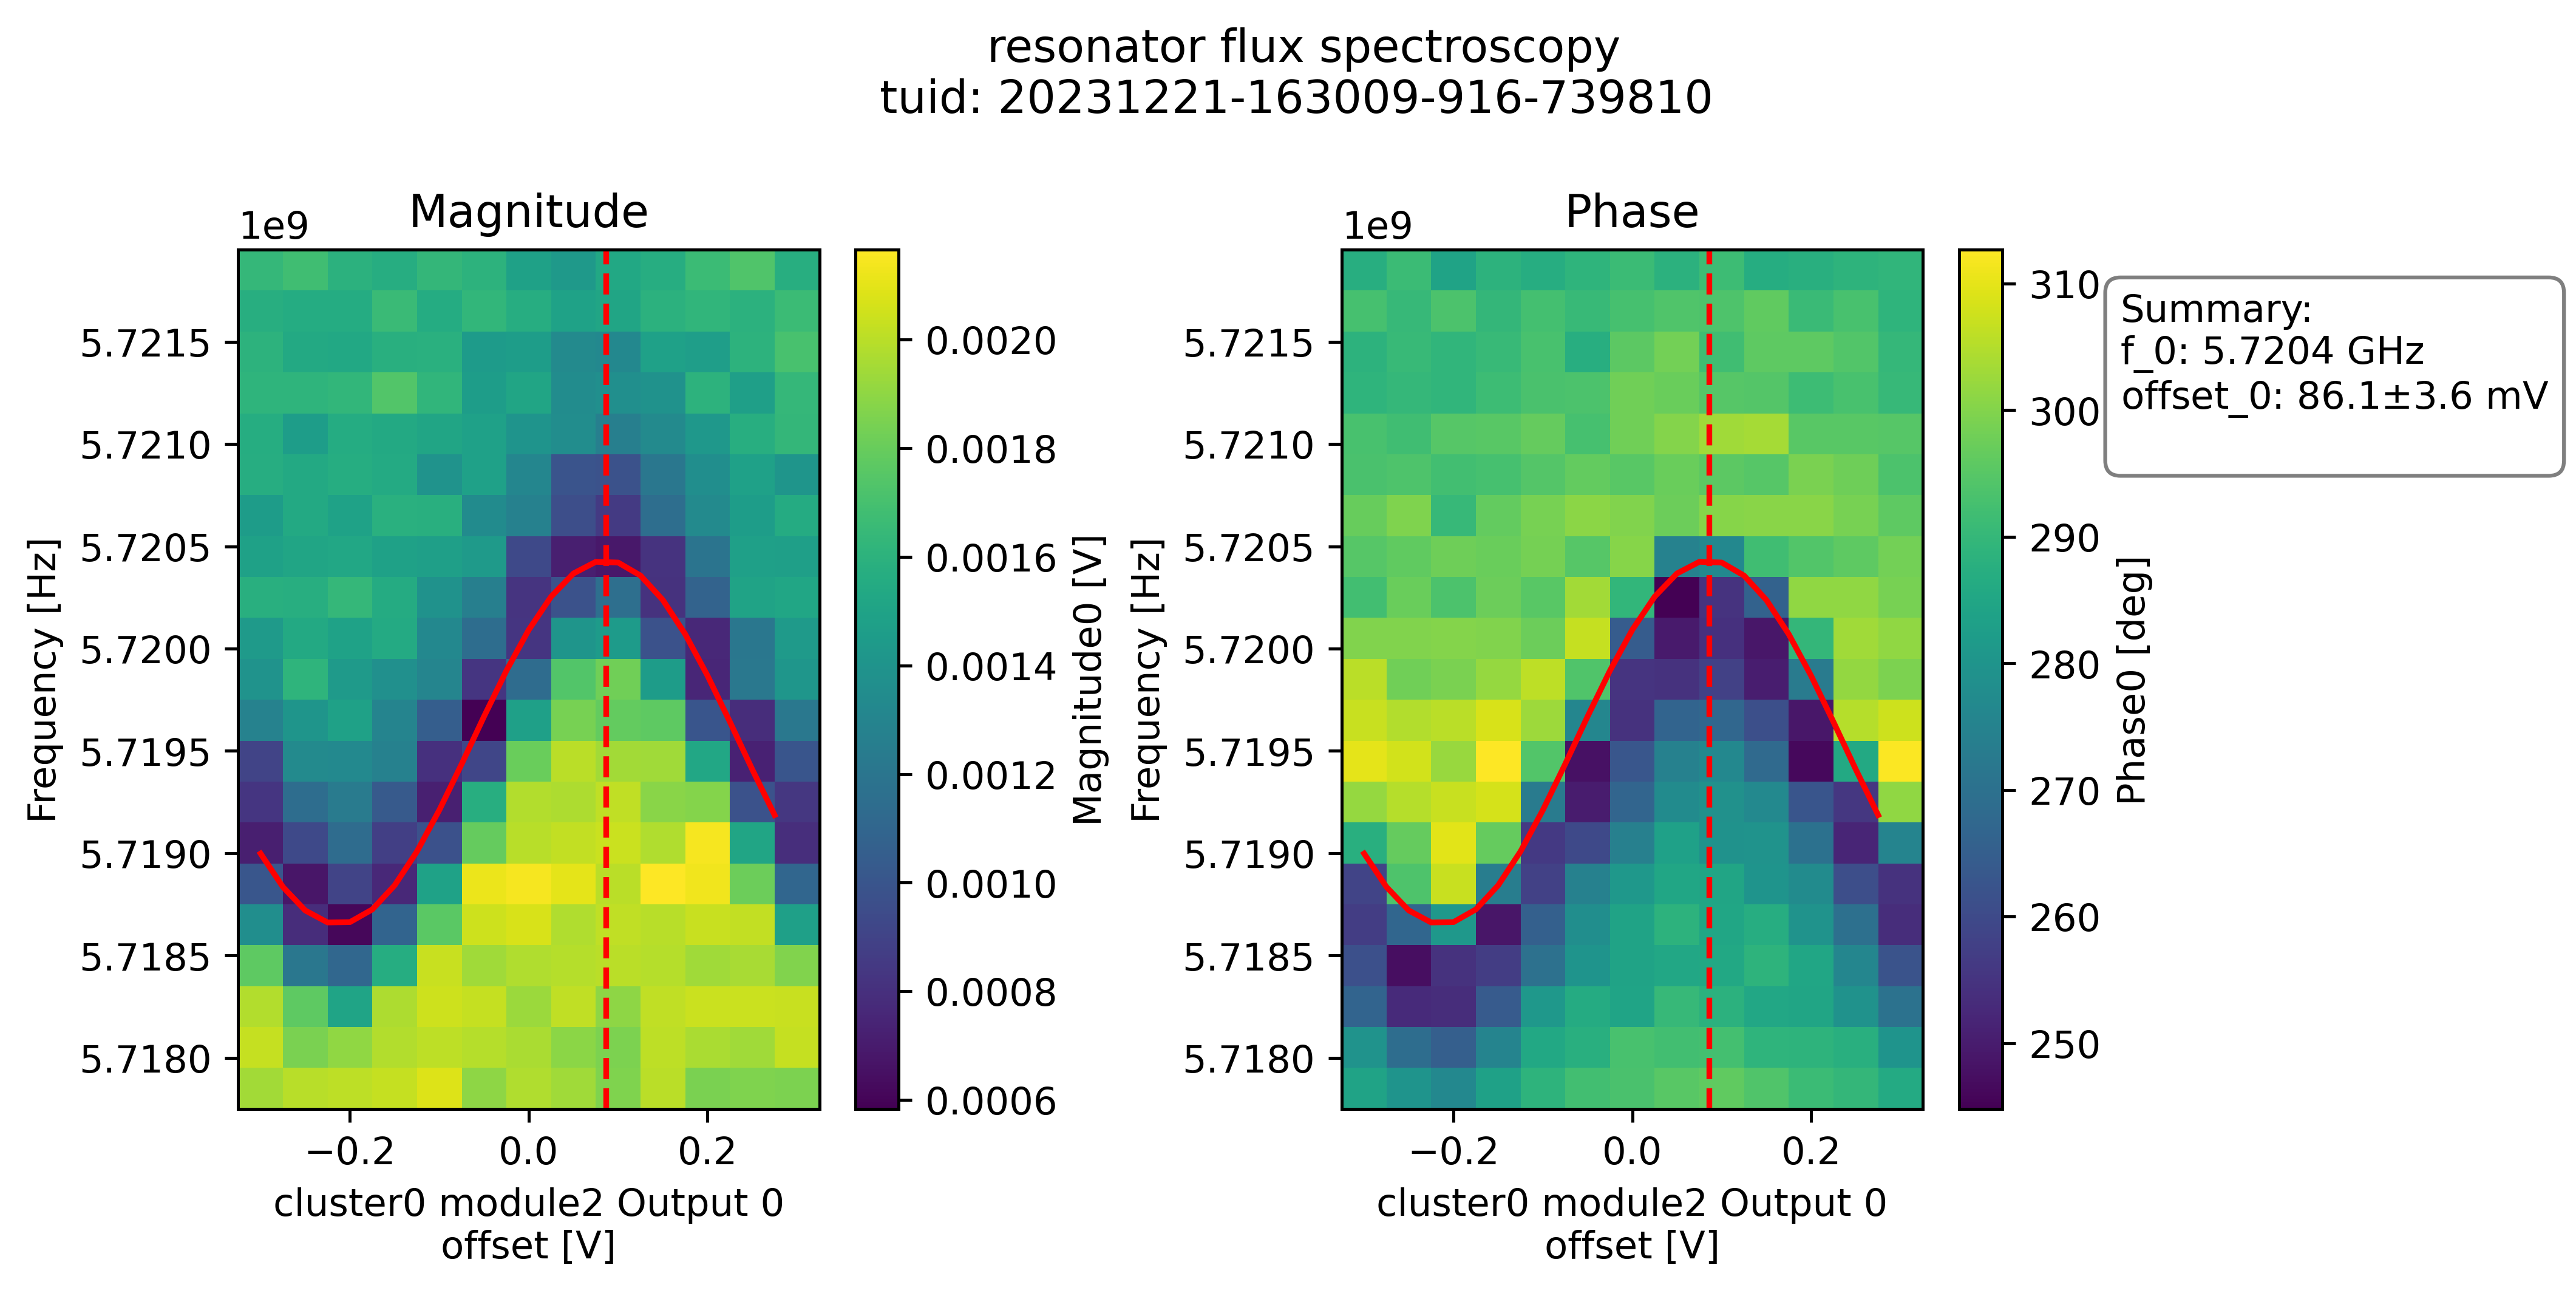 resonator flux spectroscopy
tuid: 20231221-163009-916-739810
Magnitude
1e9
5.7215
5.7210
5.7205
5.7200
5.7195
5.7190
5.7185
5.7180
Frequency [Hz]
−0.2 0.0 0.2
cluster0 module2 Output 0
offset [V]
0.0020
0.0018
0.0016
0.0014
0.0012
0.0010
0.0008
0.0006
Magnitude0 [V]
Phase
1e9
5.7215
5.7210
5.7205
5.7200
5.7195
5.7190
5.7185
5.7180
Frequency [Hz]
−0.2 0.0 0.2
cluster0 module2 Output 0
offset [V]
310
300
290
280
270
260
250
Phase0 [deg]
Summary:
f_0: 5.7204 GHz
offset_0: 86.1±3.6 mV